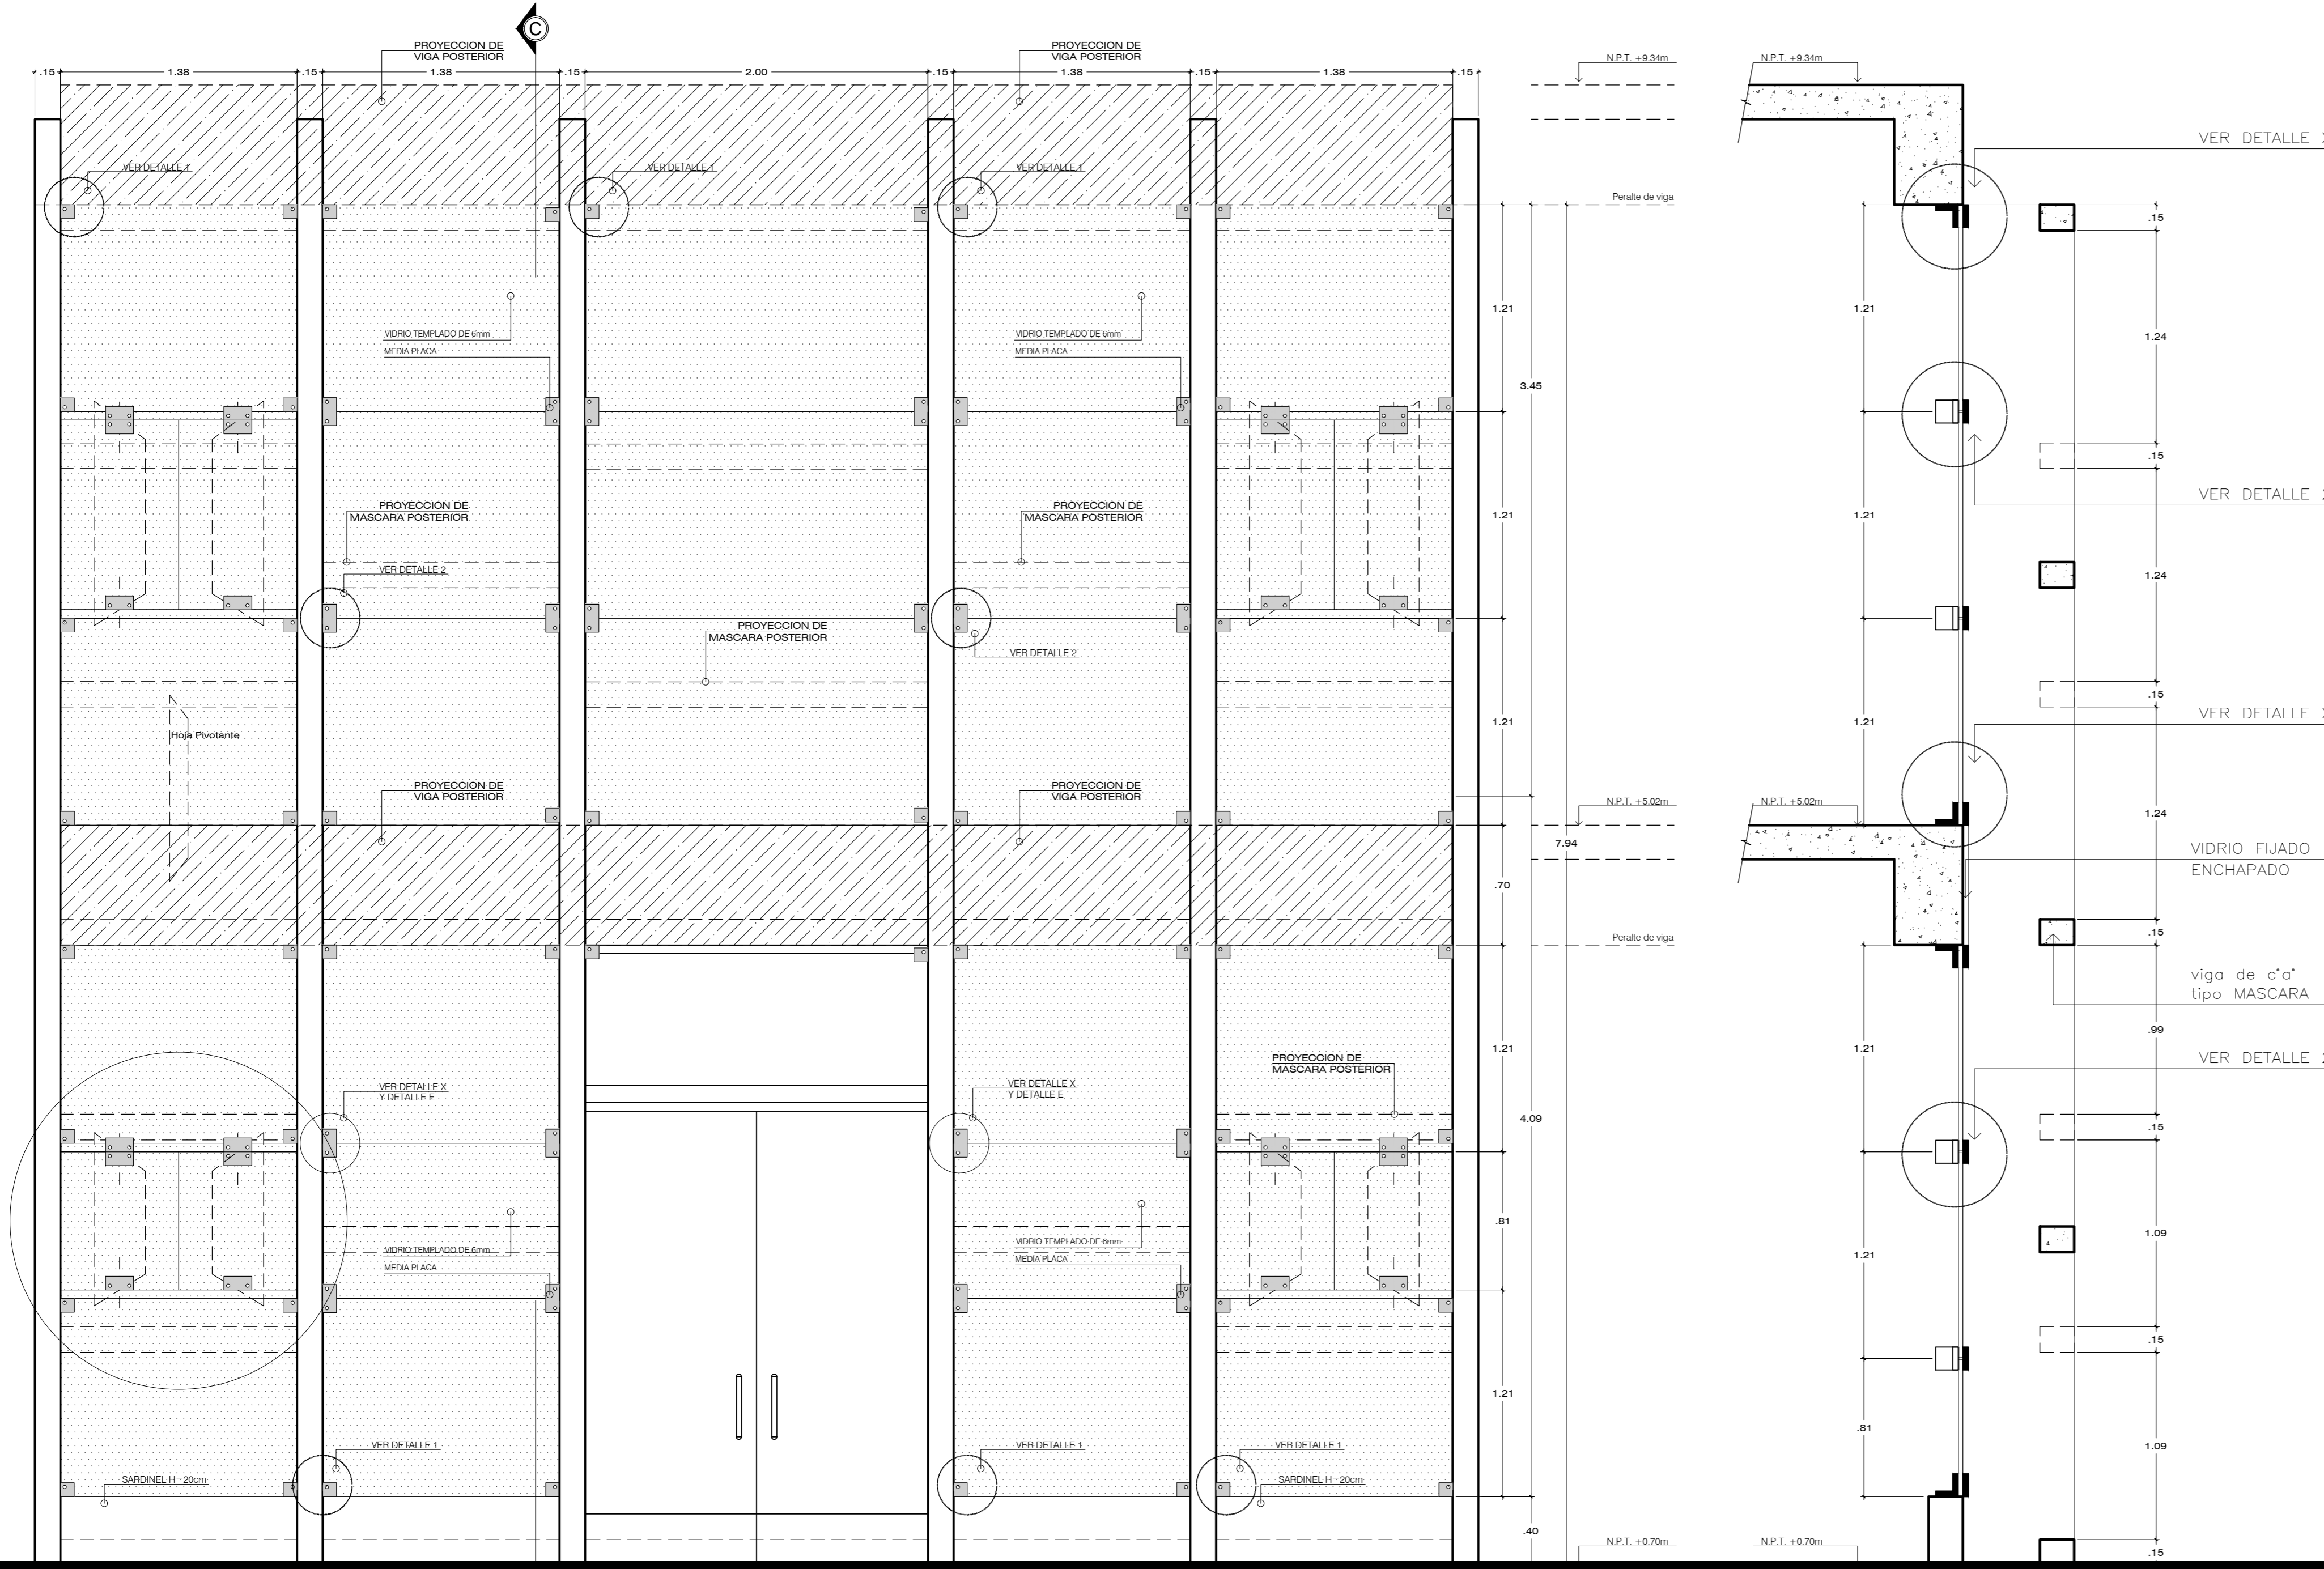 C
PROYECCION DE
VIGA POSTERIOR
PROYECCION DE
VIGA POSTERIOR
N.P.T. +9.34m
N.P.T. +9.34m
.15
1.38
.15
1.38
.15
2.00
.15
1.38
.15
1.38
.15
VER DETALLE 1
VER DETALLE 1
VER DETALLE 1
VER DETALLE
Peralte de viga
.15
1.21
1.21
1.24
VIDRIO TEMPLADO DE 6mm
MEDIA PLACA
VIDRIO TEMPLADO DE 6mm
MEDIA PLACA
3.45
.15
VER DETALLE
PROYECCION DE
MASCARA POSTERIOR
PROYECCION DE
MASCARA POSTERIOR
1.21
1.21
VER DETALLE 2
1.24
PROYECCION DE
MASCARA POSTERIOR
VER DETALLE 2
.15
VER DETALLE
1.21
1.21
Hoja Pivotante
PROYECCION DE
VIGA POSTERIOR
PROYECCION DE
VIGA POSTERIOR
N.P.T. +5.02m
N.P.T. +5.02m
1.24
7.94
VIDRIO FIJADO
ENCHAPADO
.70
Peralte de viga
.15
viga de c°a°
tipo MASCARA
.99
1.21
1.21
PROYECCION DE
MASCARA POSTERIOR
VER DETALLE
VER DETALLE X
Y DETALLE E
VER DETALLE X
Y DETALLE E
4.09
.15
.81
1.09
VIDRIO TEMPLADO DE 6mm
MEDIA PLACA
VIDRIO TEMPLADO DE 6mm
MEDIA PLACA
1.21
.15
1.21
.81
VER DETALLE 1
VER DETALLE 1
VER DETALLE 1
1.09
SARDINEL H=20cm
SARDINEL H=20cm
.40
N.P.T. +0.70m
N.P.T. +0.70m
.15